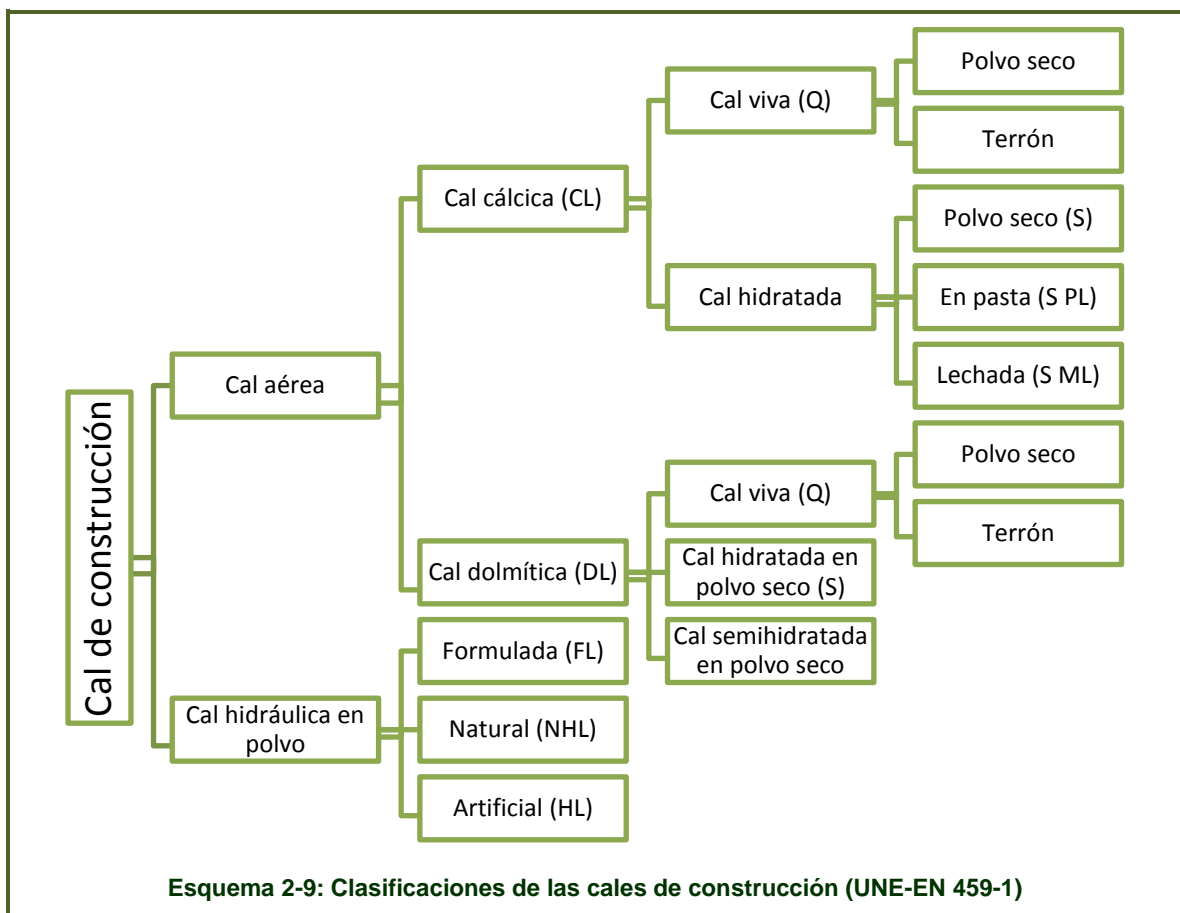 Cal de construcción
Cal aérea
Cal cálcica (CL)
Cal viva (Q)
Polvo seco
Terrón
Cal hidratada
Polvo seco (S)
En pasta (S PL)
Lechada (S ML)
Cal dolmítica (DL)
Cal viva (Q)
Polvo seco
Terrón
Cal hidratada en
polvo seco (S)
Cal semihidratada
en polvo seco
Cal hidráulica en
polvo
Formulada (FL)
Natural (NHL)
Artificial (HL)
Esquema 2-9: Clasificaciones de las cales de construcción (UNE-EN 459-1)